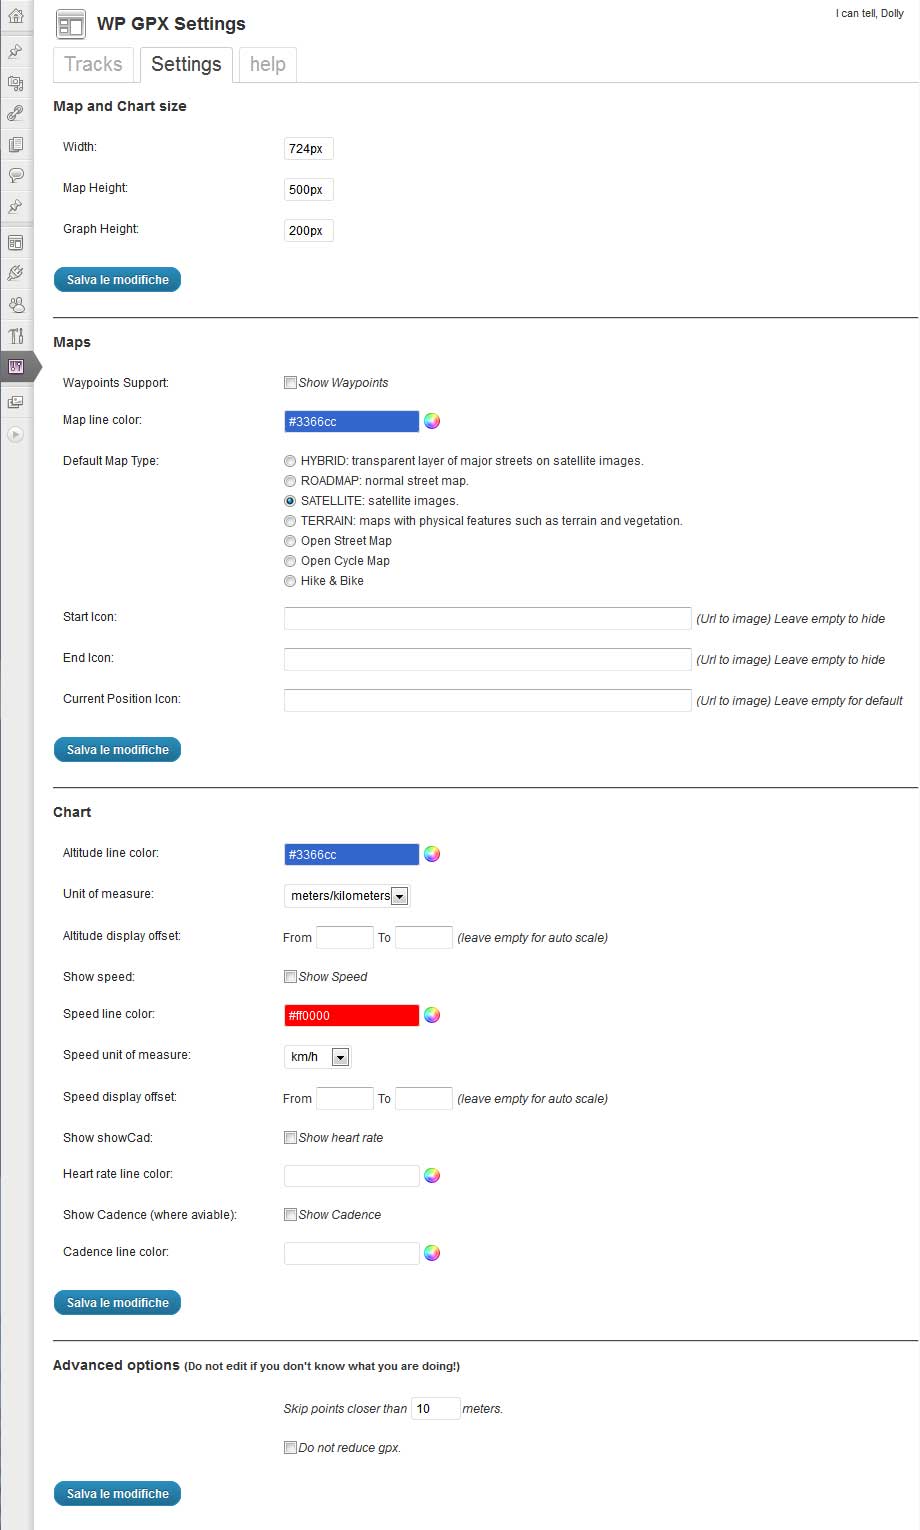 I can tell, Dolly
WP GPX Settings
Tracks Settings help
Map and Chart size
Width: 724px
Map Height: 500px
Graph Height: 200px
Salva le modifiche
Maps
Waypoints Support: Show Waypoints
Map line color: #3366cc
Default Map Type: HYBRID: transparent layer of major streets on satellite images.
ROADMAP: normal street map.
SATELLITE: satellite images.
TERRAIN: maps with physical features such as terrain and vegetation.
Open Street Map
Open Cycle Map
Hike & Bike
Start Icon: (Url to image) Leave empty to hide
End Icon: (Url to image) Leave empty to hide
Current Position Icon: (Url to image) Leave empty for default
Salva le modifiche
Chart
Altitude line color: #3366cc
Unit of measure: meters/kilometers
Altitude display offset: From To (leave empty for auto scale)
Show speed: Show Speed
Speed line color: #ff0000
Speed unit of measure: km/h
Speed display offset: From To (leave empty for auto scale)
Show showCad: Show heart rate
Heart rate line color:
Show Cadence (where aviable): Show Cadence
Cadence line color:
Salva le modifiche
Advanced options (Do not edit if you don't know what you are doing!)
Skip points closer than 10 meters.
Do not reduce gpx.
Salva le modifiche